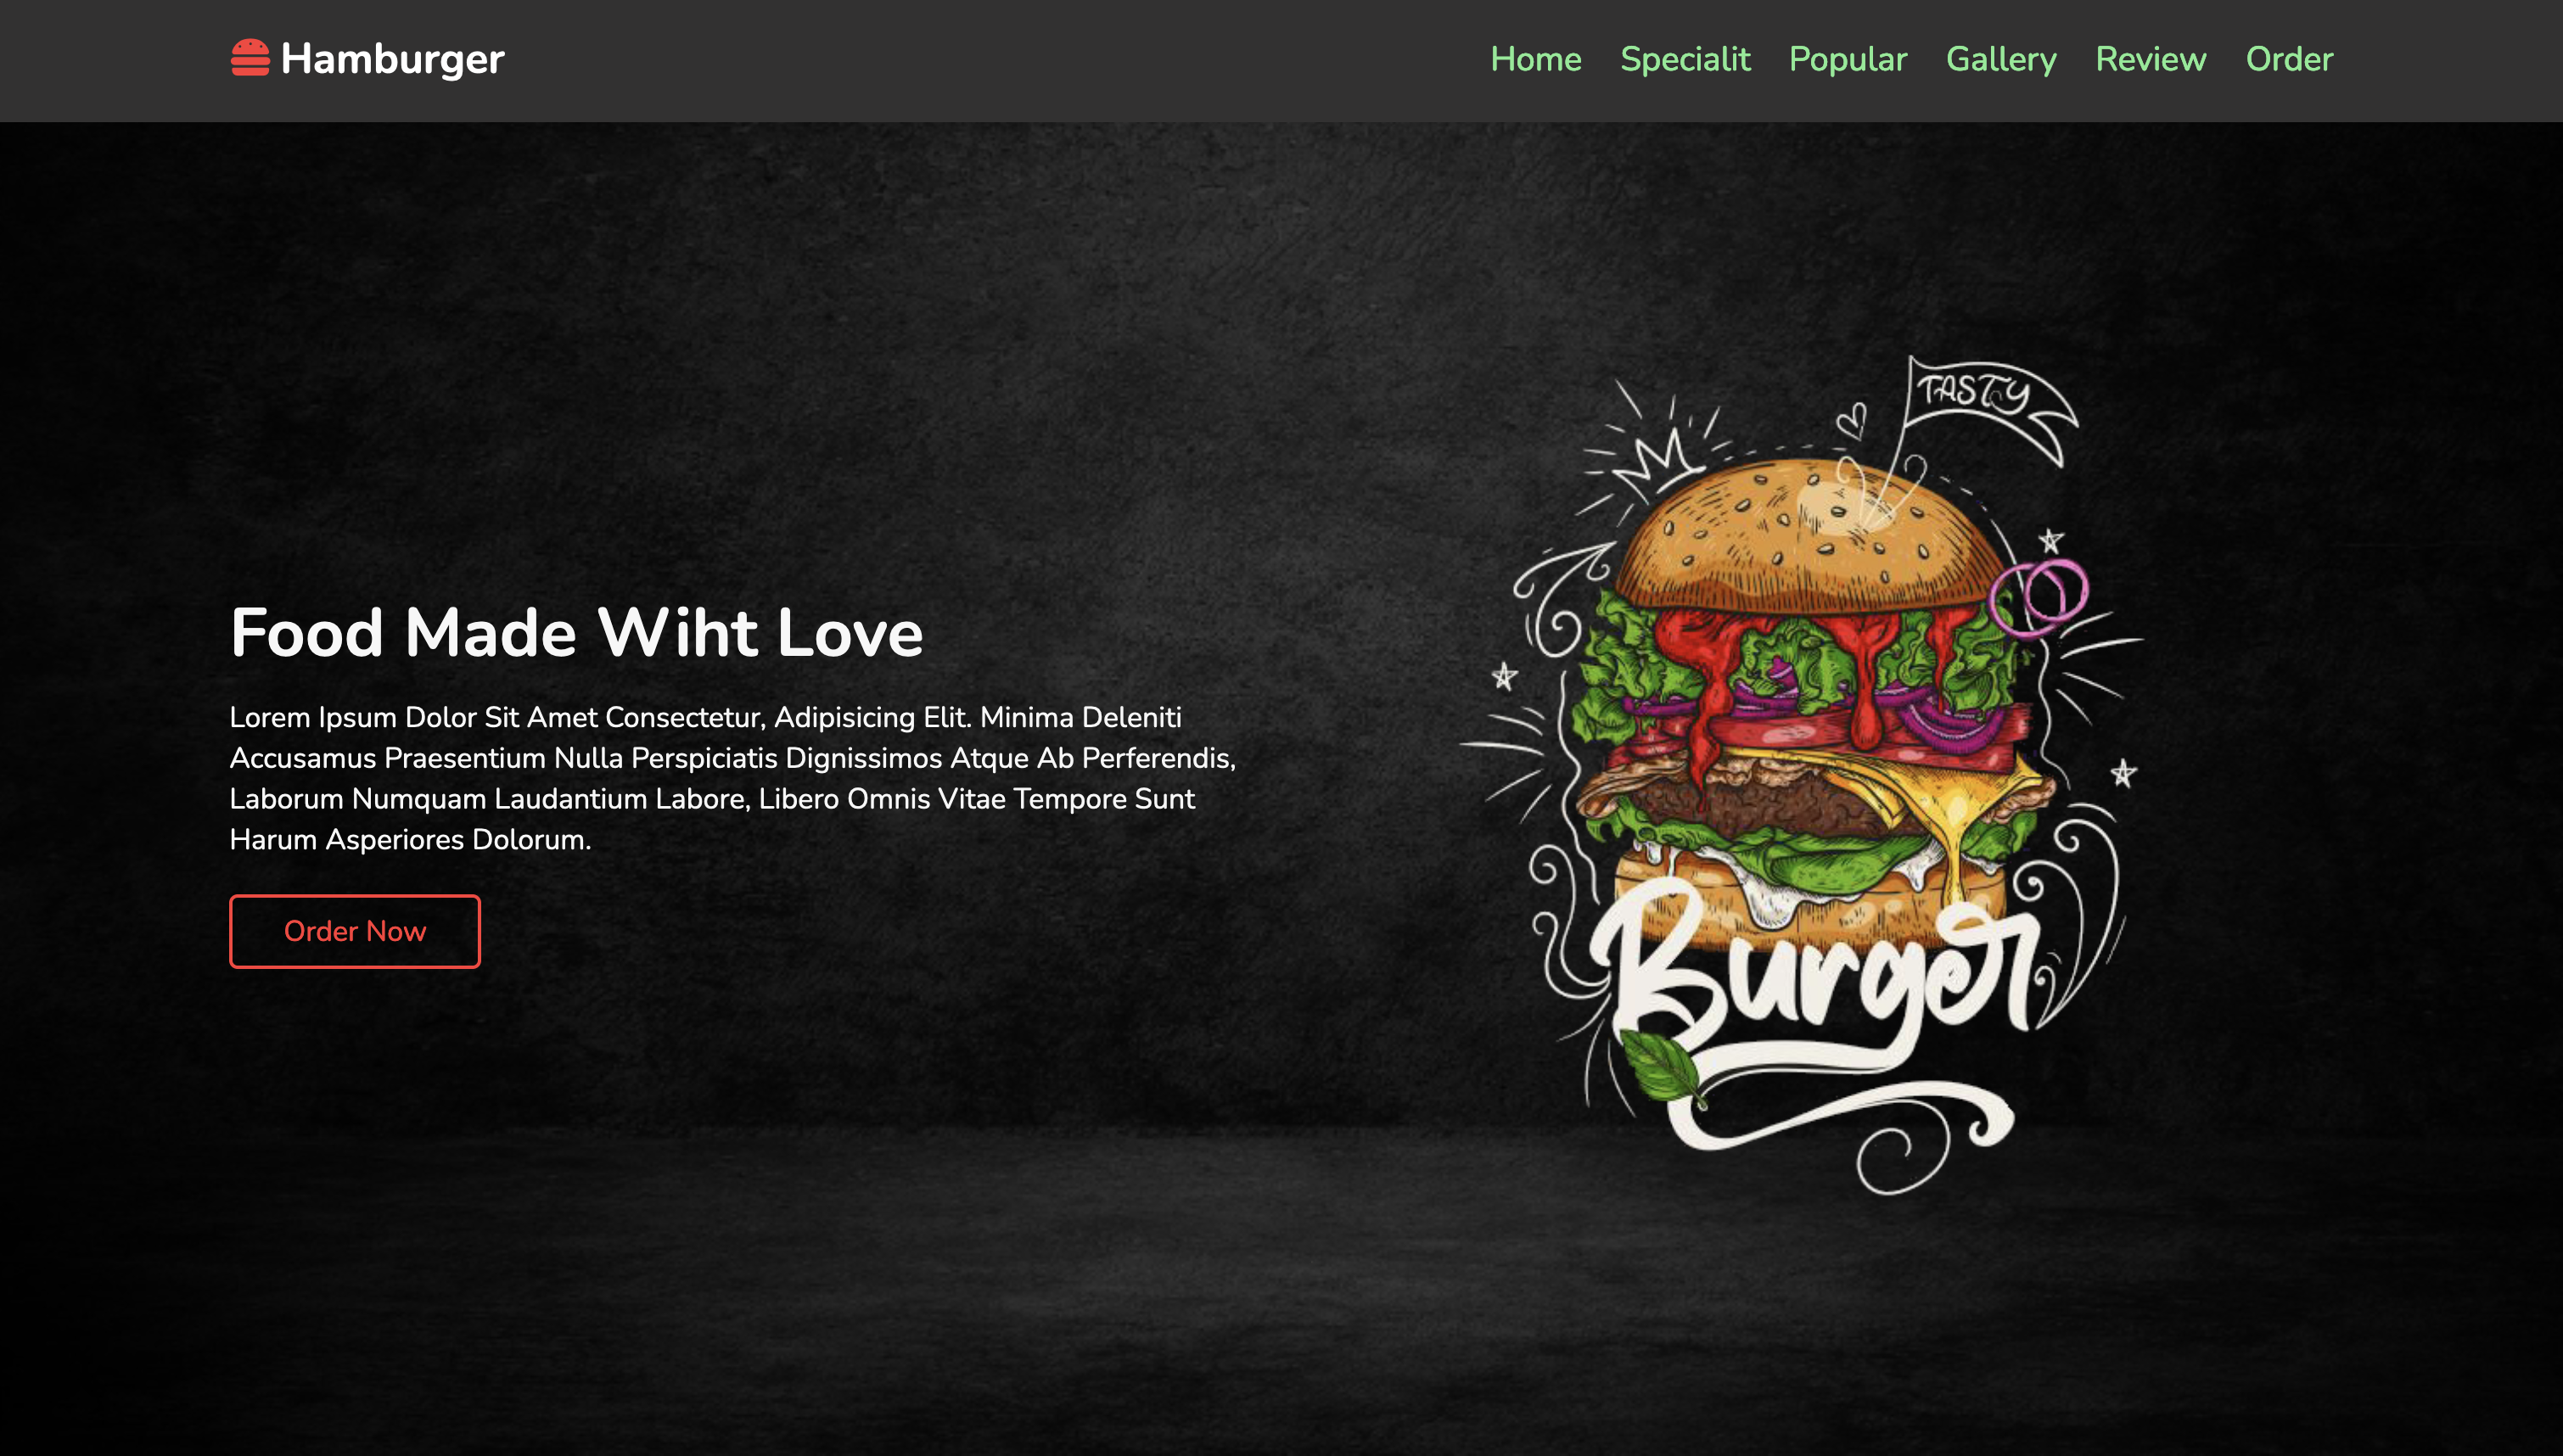 Hamburger
Home Specialit Popular Gallery Review Order
TASTY
Food Made Wiht Love
Lorem Ipsum Dolor Sit Amet Consectetur, Adipisicing Elit. Minima Deleniti
Accusamus Praesentium Nulla Perspiciatis Dignissimos Atque Ab Perferendis,
Laborum Numquam Laudantium Labore, Libero Omnis Vitae Tempore Sunt
Harum Asperiores Dolorum.
Order Now
Burger